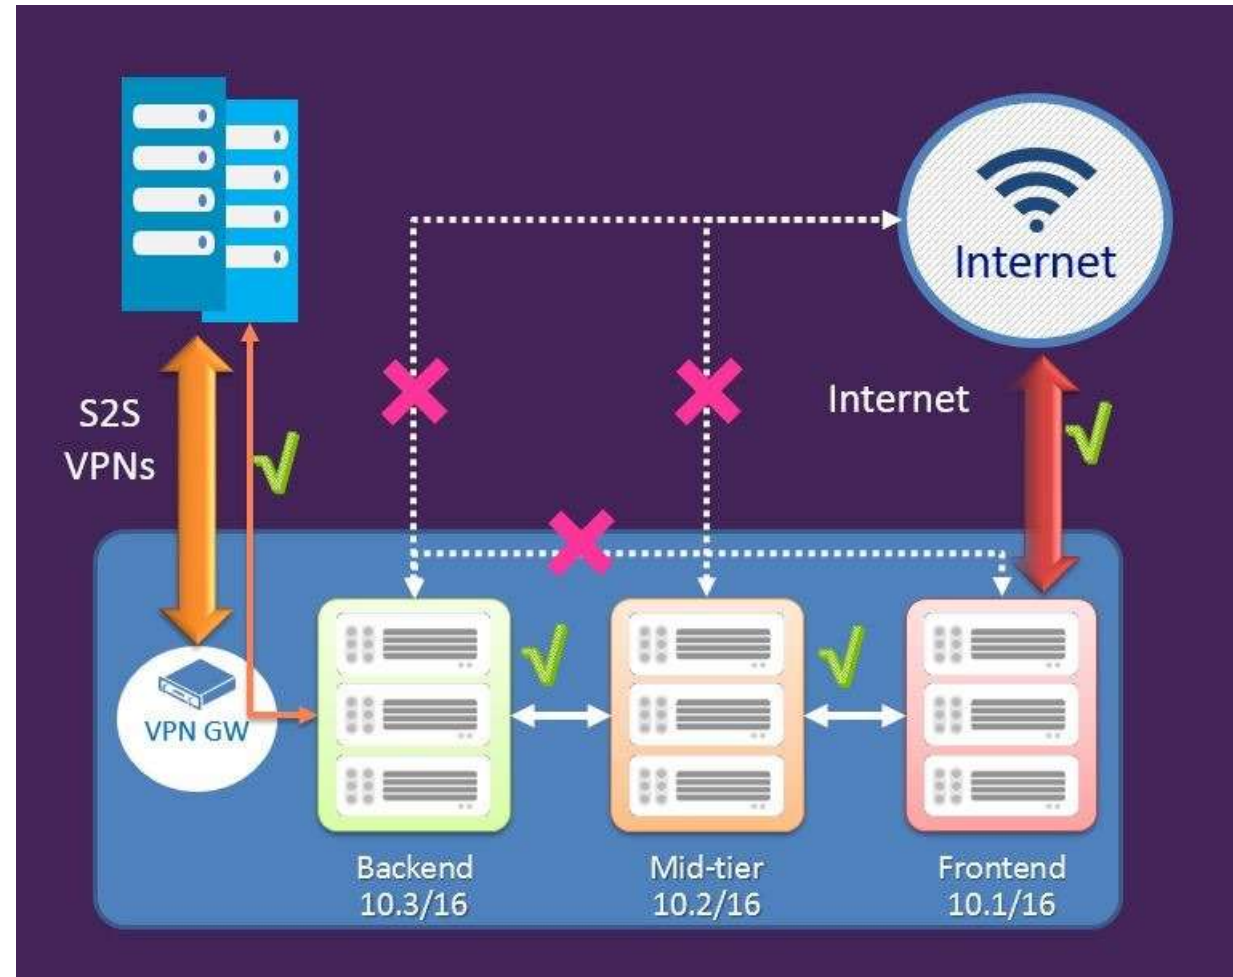 Internet
S2S
VPNs
Internet
VPN GW
Backend
10.3/16
Mid-tier
10.2/16
Frontend
10.1/16